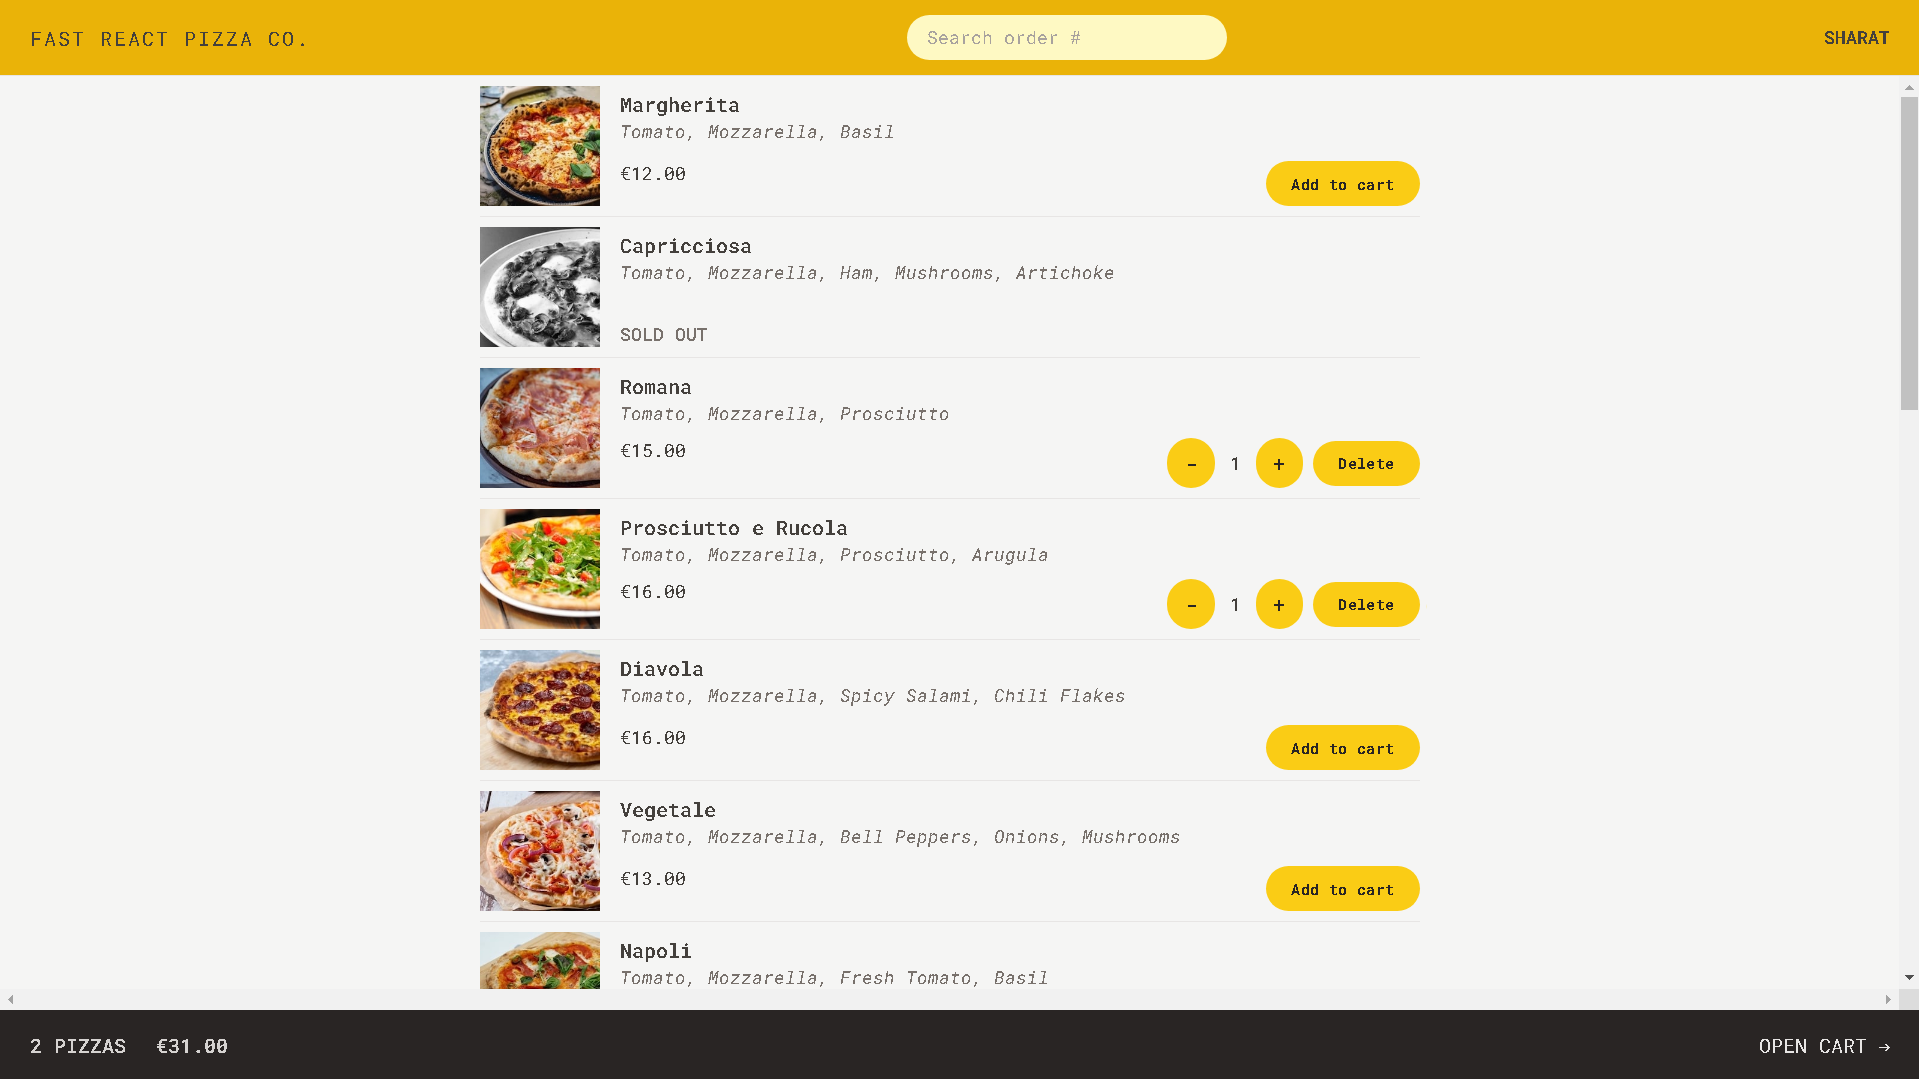 FAST REACT PIZZA CO.
Search order #
SHARAT
Margherita
Tomato, Mozzarella, Basil
€12.00
Add to cart
Capricciosa
Tomato, Mozzarella, Ham, Mushrooms, Artichoke
SOLD OUT
Romana
Tomato, Mozzarella, Prosciutto
€15.00
- 1 + Delete
Prosciutto e Rucola
Tomato, Mozzarella, Prosciutto, Arugula
€16.00
- 1 + Delete
Diavola
Tomato, Mozzarella, Spicy Salami, Chili Flakes
€16.00
Add to cart
Vegetale
Tomato, Mozzarella, Bell Peppers, Onions, Mushrooms
€13.00
Add to cart
Napoli
Tomato, Mozzarella, Fresh Tomato, Basil
2 PIZZAS €31.00
OPEN CART →